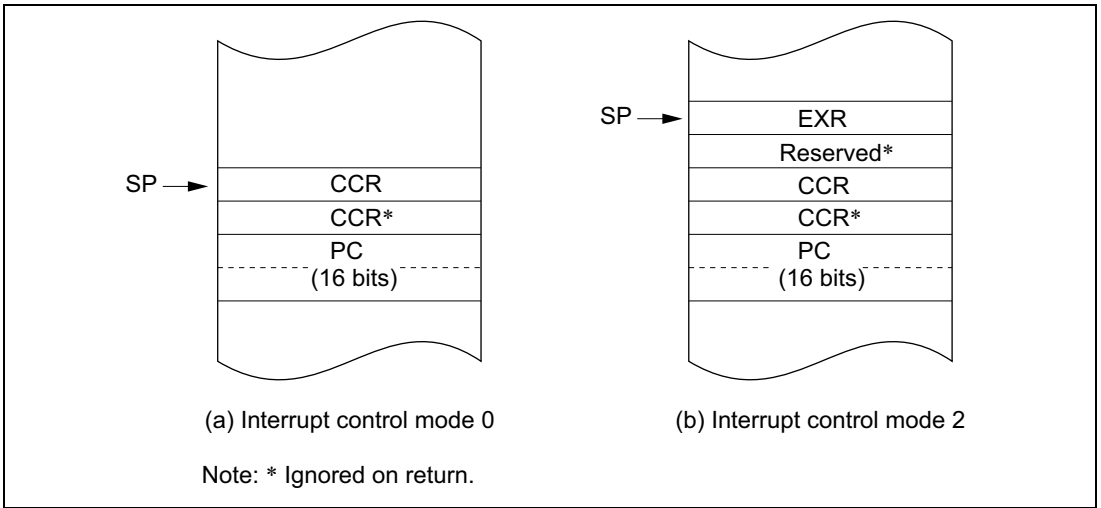 SP
CCR
CCR*
PC
(16 bits)
(a) Interrupt control mode 0
SP
EXR
Reserved*
CCR
CCR*
PC
(16 bits)
(b) Interrupt control mode 2
Note: * Ignored on return.